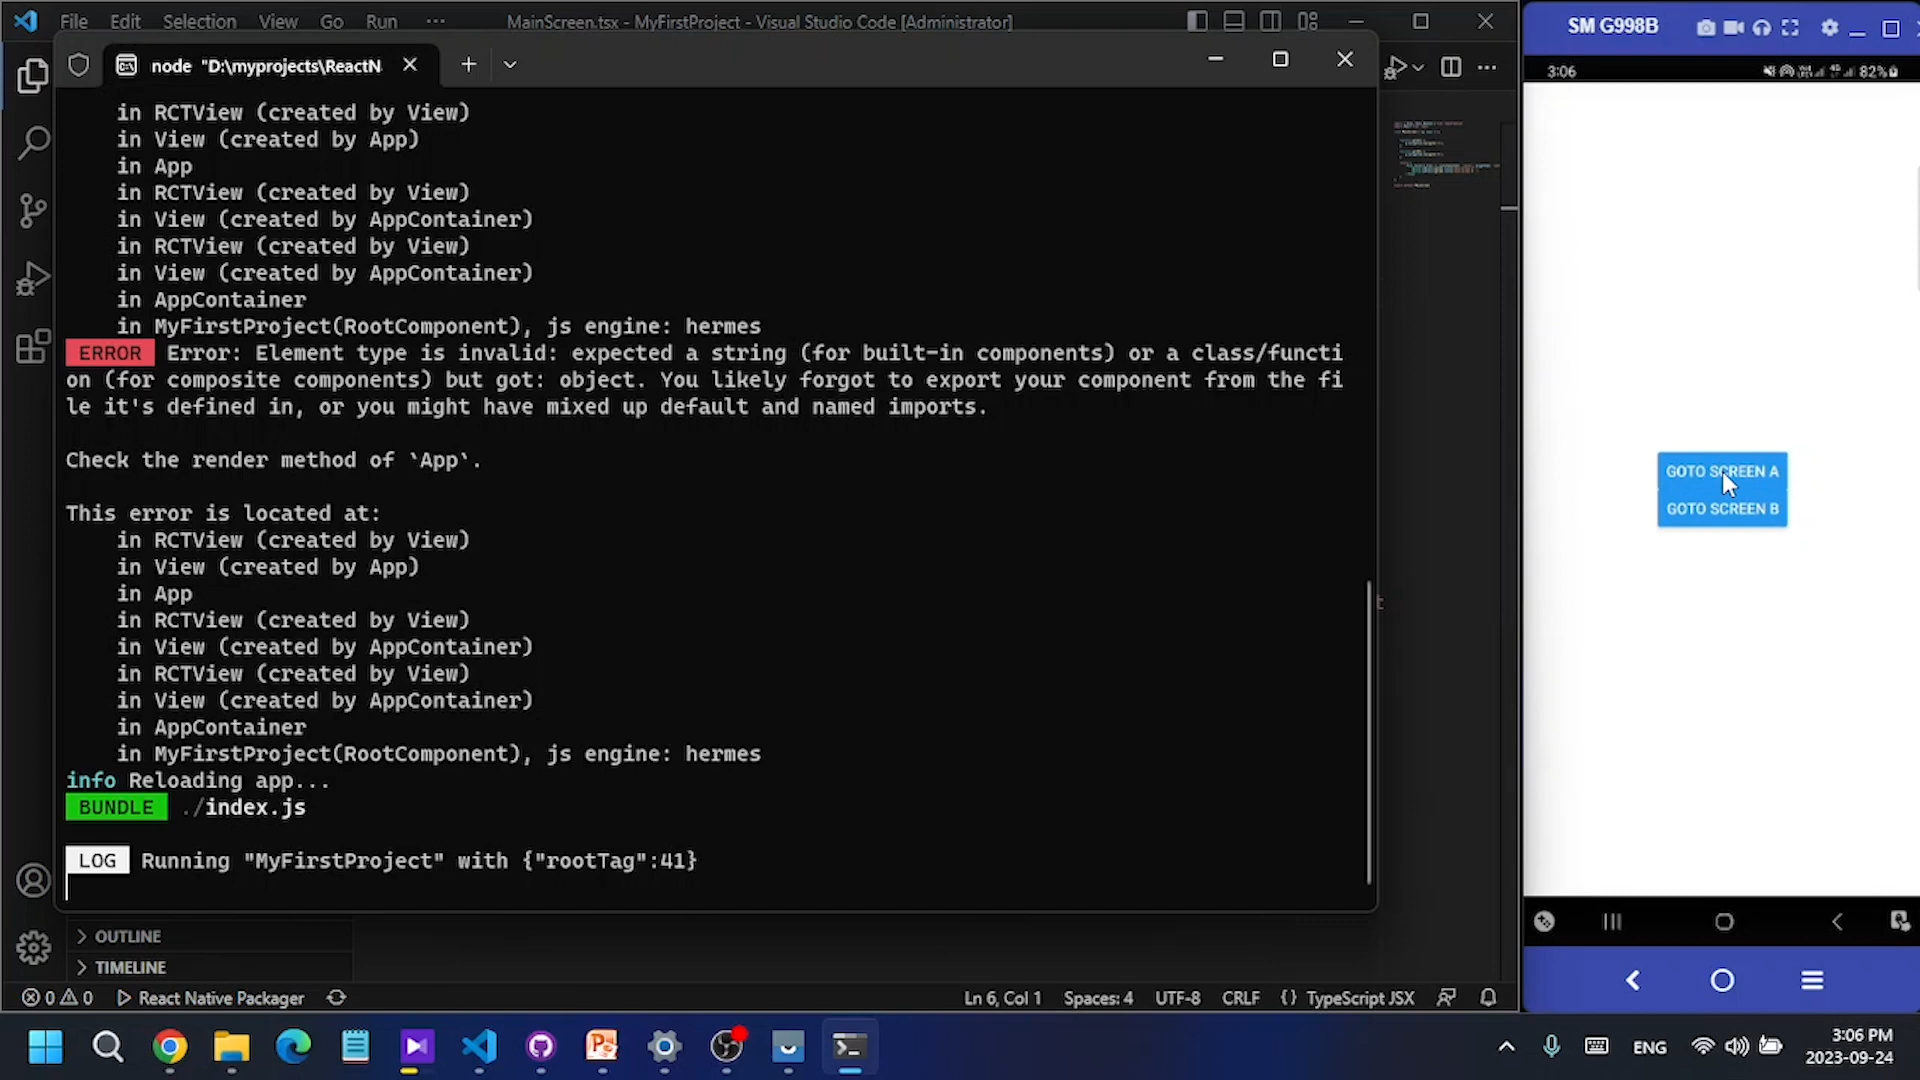 File Edit Selection View Go Run ··· MainScreen.tsx - MyFirstProject - Visual Studio Code [Administrator]
node "D:\myprojects\ReactN
in RCTView (created by View)
in View (created by App)
in App
in RCTView (created by View)
in View (created by AppContainer)
in RCTView (created by View)
in View (created by AppContainer)
in AppContainer
in MyFirstProject(RootComponent), js engine: hermes
ERROR Error: Element type is invalid: expected a string (for built-in components) or a class/functi
on (for composite components) but got: object. You likely forgot to export your component from the fi
le it's defined in, or you might have mixed up default and named imports.
Check the render method of `App`.
This error is located at:
in RCTView (created by View)
in View (created by App)
in App
in RCTView (created by View)
in View (created by AppContainer)
in RCTView (created by View)
in View (created by AppContainer)
in AppContainer
in MyFirstProject(RootComponent), js engine: hermes
info Reloading app...
BUNDLE ./index.js
LOG Running "MyFirstProject" with {"rootTag":41}
OUTLINE
TIMELINE
0 0 React Native Packager Ln 6, Col 1 Spaces: 4 UTF-8 CRLF {} TypeScript JSX
SM G998B
3:06 82%
GOTO SCREEN A
GOTO SCREEN B
ENG 3:06 PM
2023-09-24